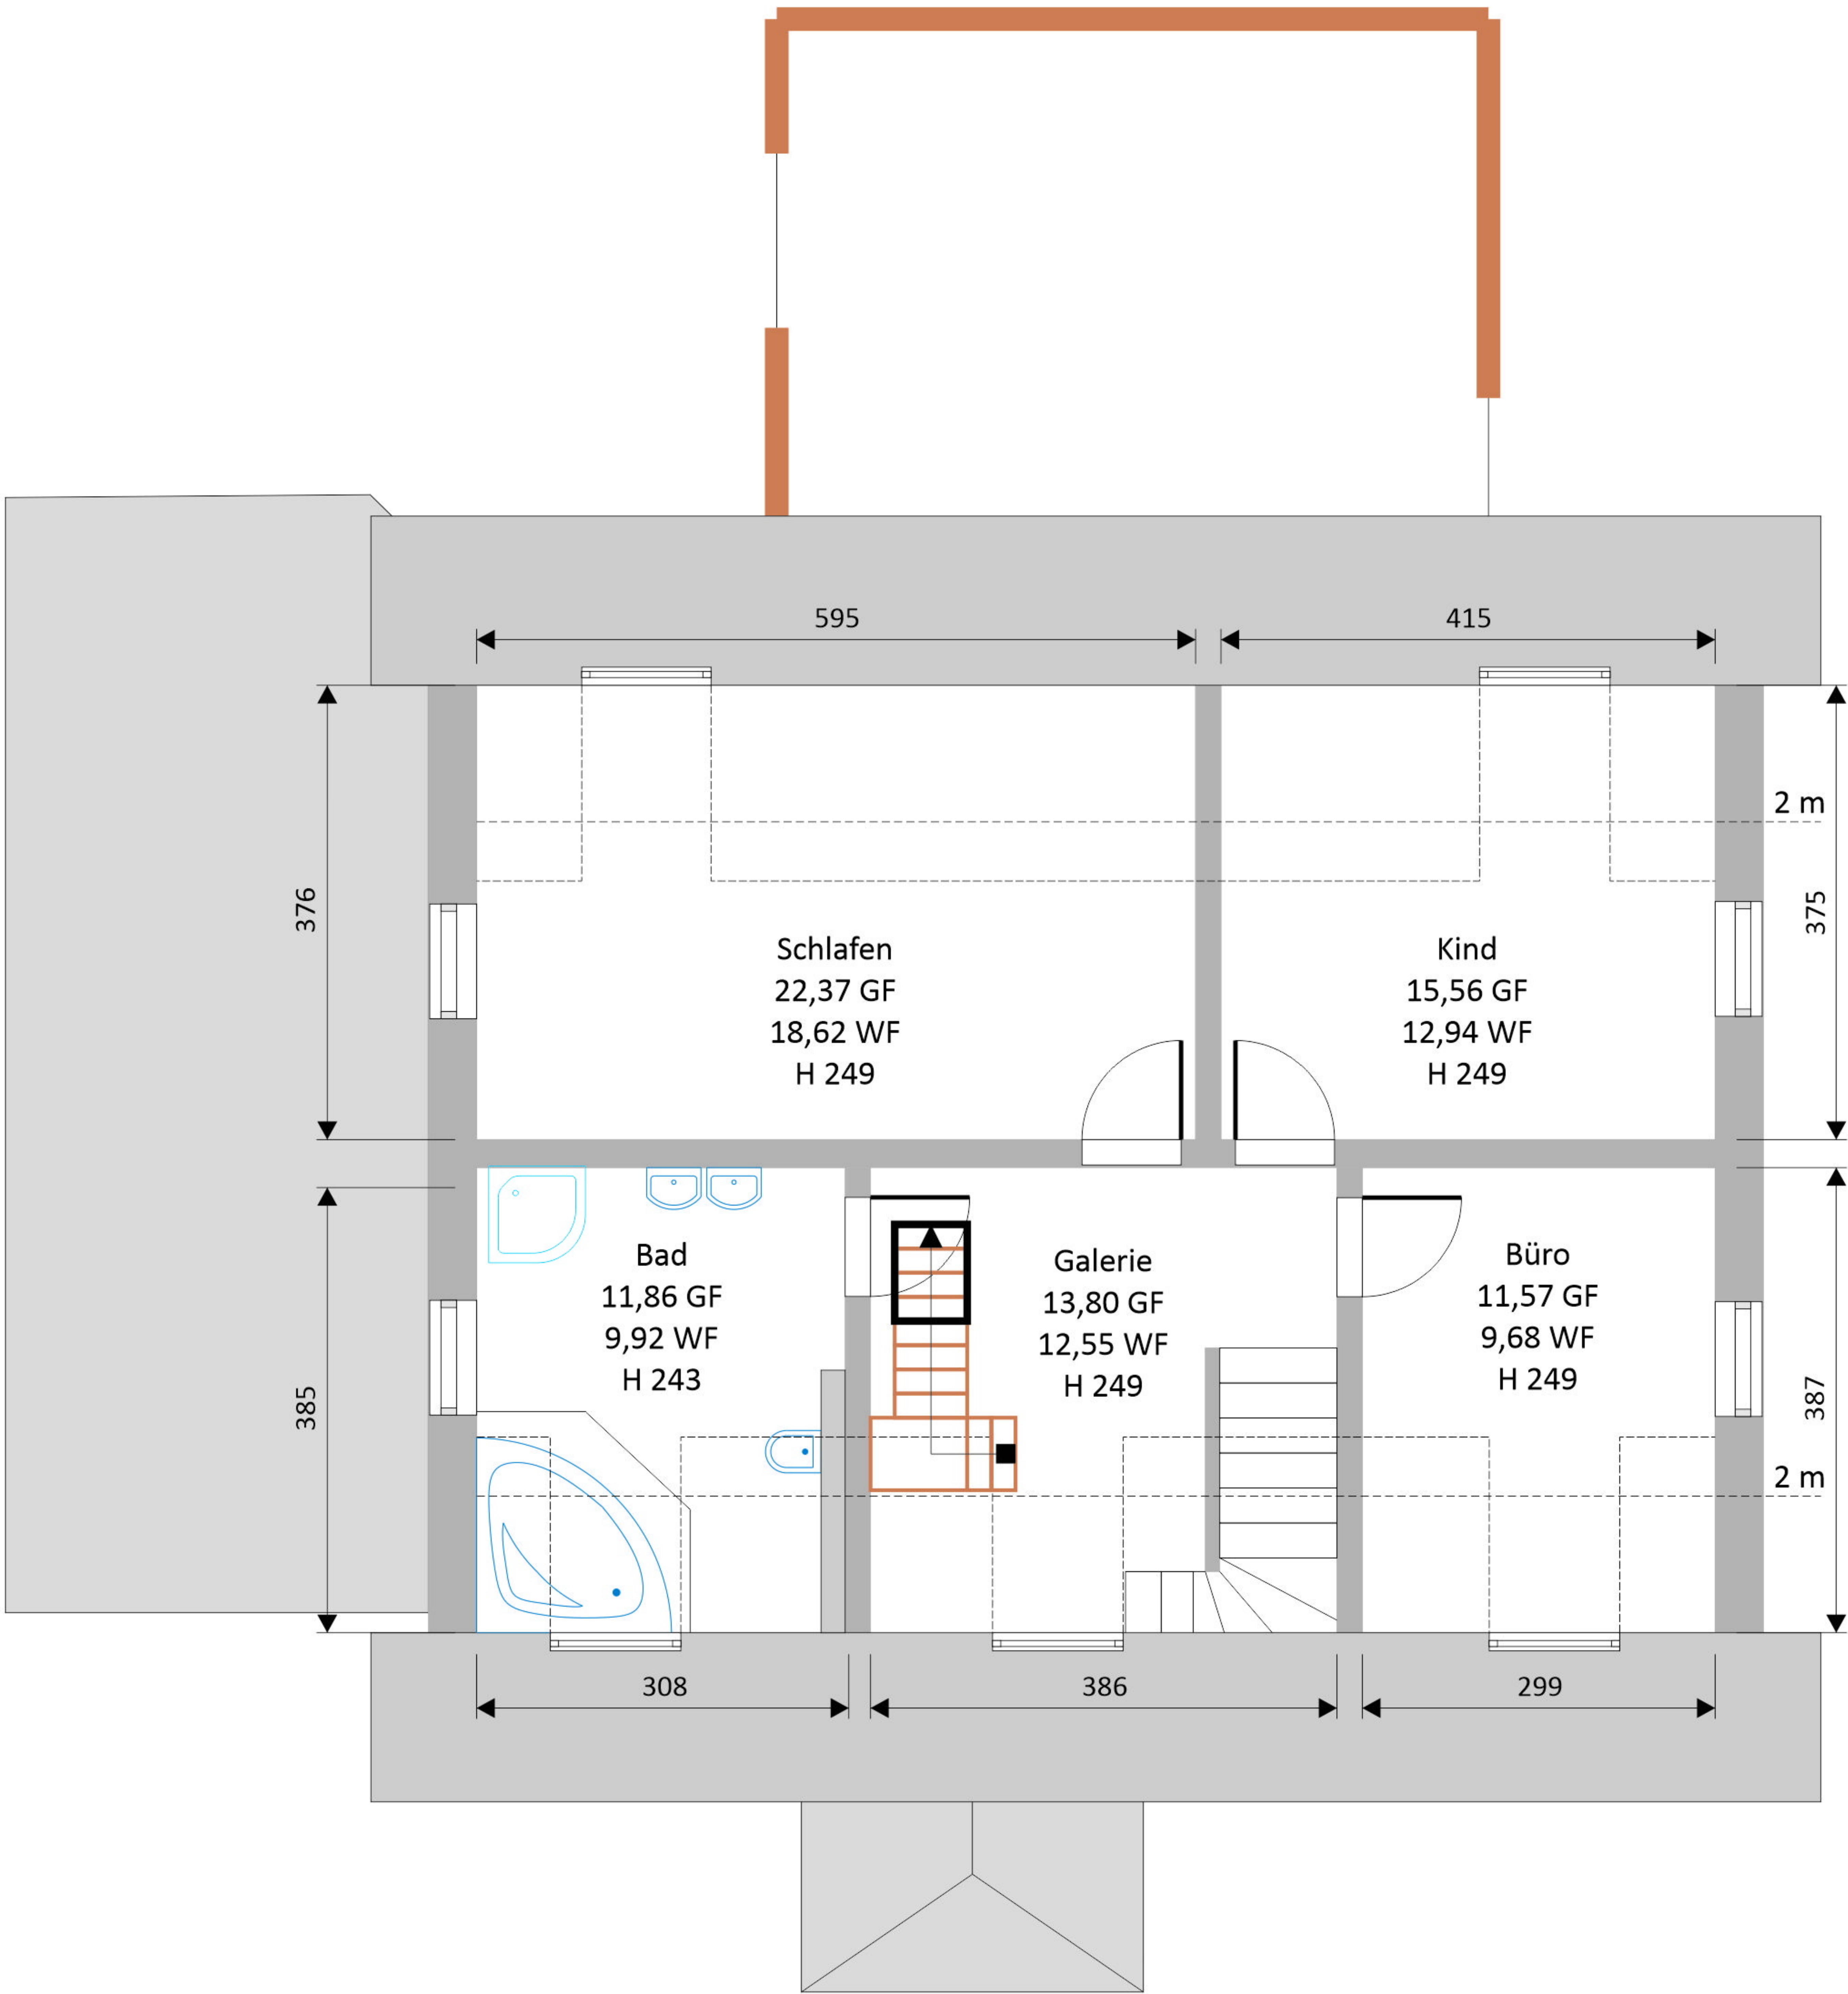 595
415
2 m
376
375
Schlafen
22,37 GF
18,62 WF
H 249
Kind
15,56 GF
12,94 WF
H 249
Bad
11,86 GF
9,92 WF
H 243
Galerie
13,80 GF
12,55 WF
H 249
Büro
11,57 GF
9,68 WF
H 249
385
387
2 m
308
386
299